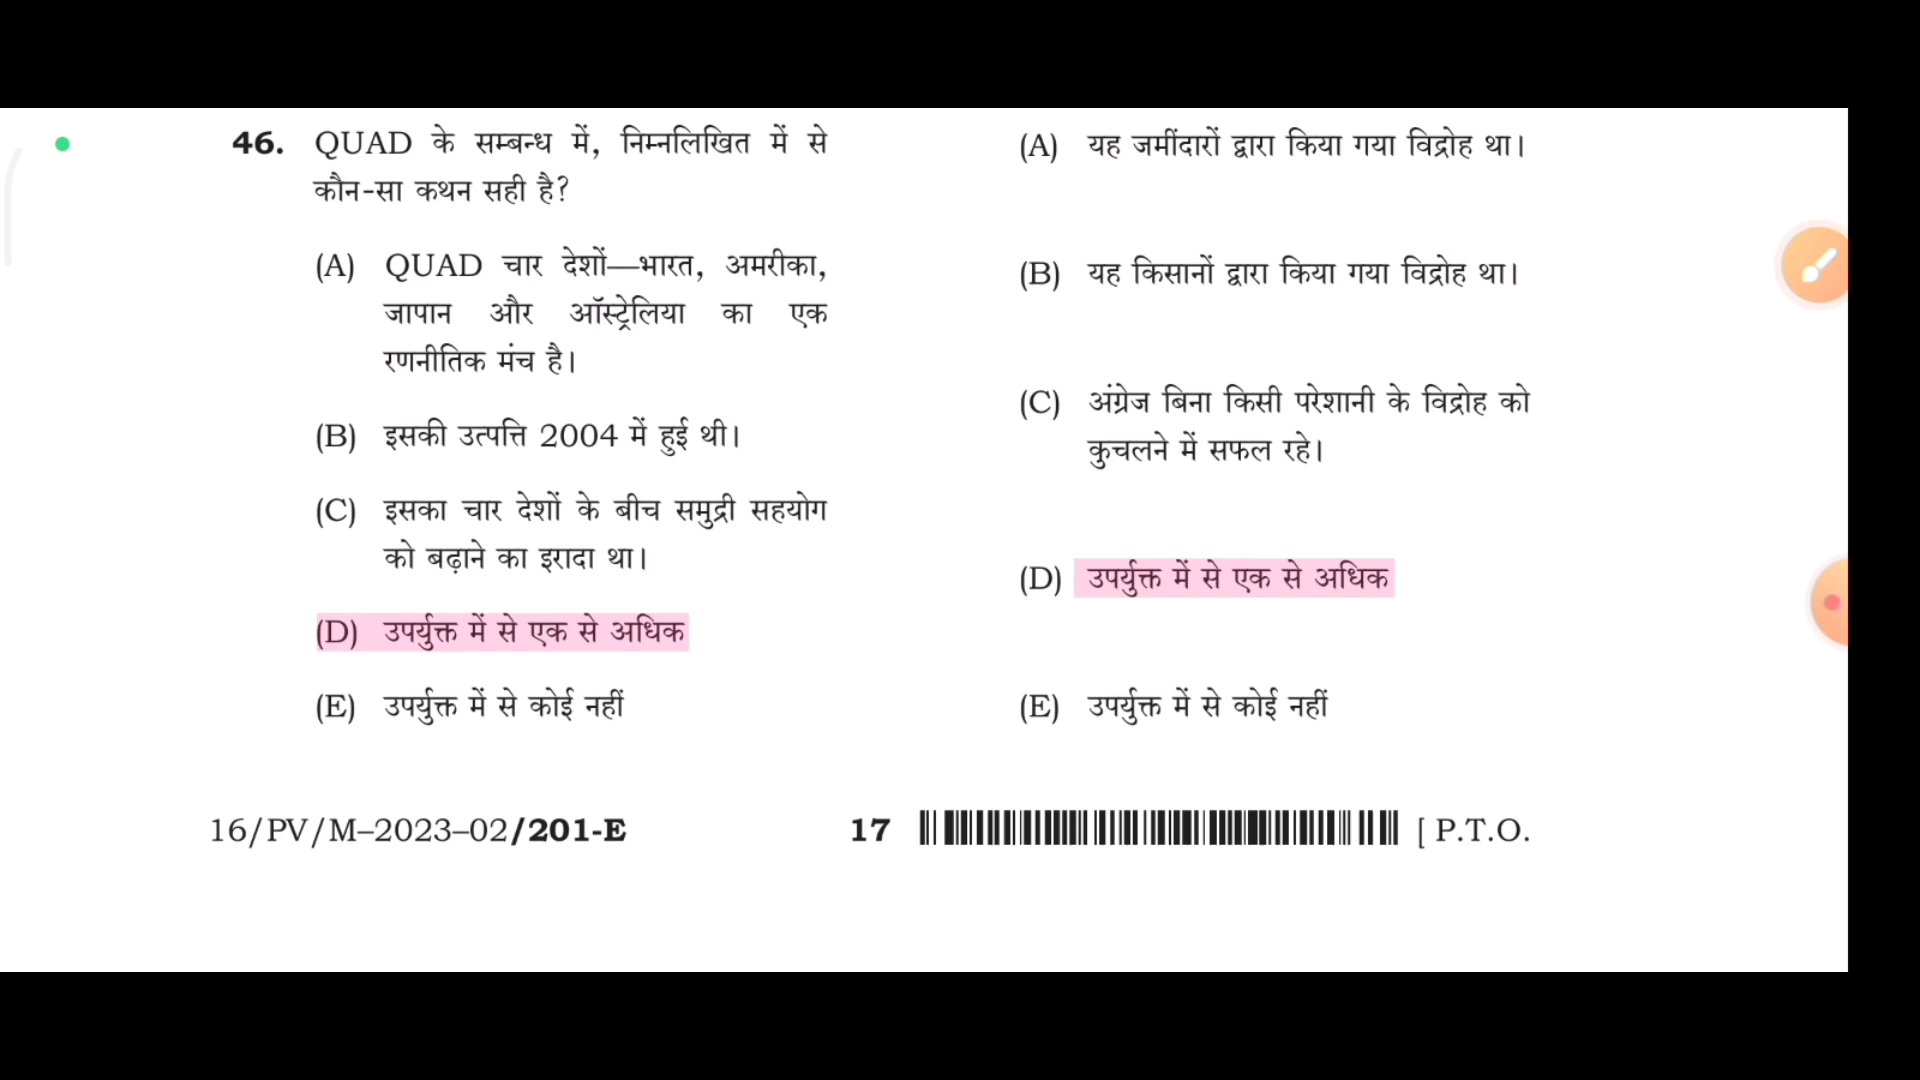 46. QUAD के सम्बन्ध में, निम्नलिखित में से
कौन-सा कथन सही है?
(A) QUAD चार देशों—भारत, अमरीका,
जापान और ऑस्ट्रेलिया का एक
रणनीतिक मंच है।
(B) इसकी उत्पत्ति 2004 में हुई थी।
(C) इसका चार देशों के बीच समुद्री सहयोग
को बढ़ाने का इरादा था।
(D) उपर्युक्त में से एक से अधिक
(E) उपर्युक्त में से कोई नहीं
(A) यह जमींदारों द्वारा किया गया विद्रोह था।
(B) यह किसानों द्वारा किया गया विद्रोह था।
(C) अंग्रेज बिना किसी परेशानी के विद्रोह को
कुचलने में सफल रहे।
(D) उपर्युक्त में से एक से अधिक
(E) उपर्युक्त में से कोई नहीं
16/PV/M–2023–02/201-E 17 [ P.T.O.